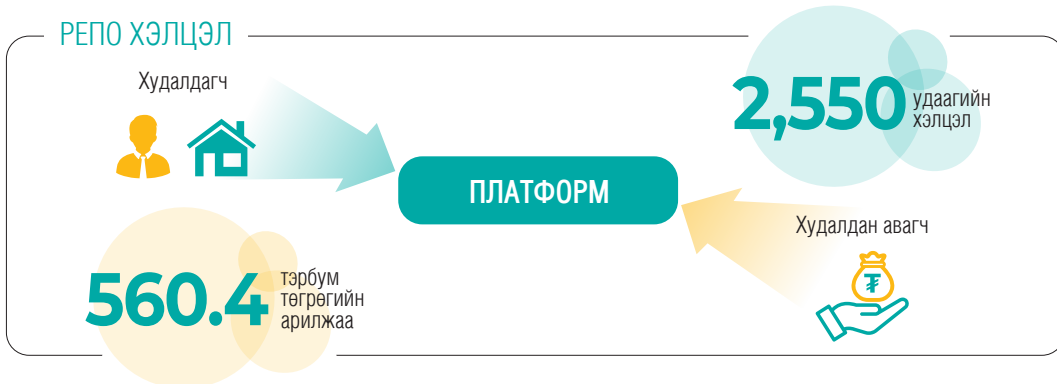 РЕПО ХЭЛЦЭЛ
Худалдагч
2,550
удаагийн
хэлцэл
ПЛАТФОРМ
Худалдан авагч
₮
560.4
тэрбум
төгрөгийн
арилжаа